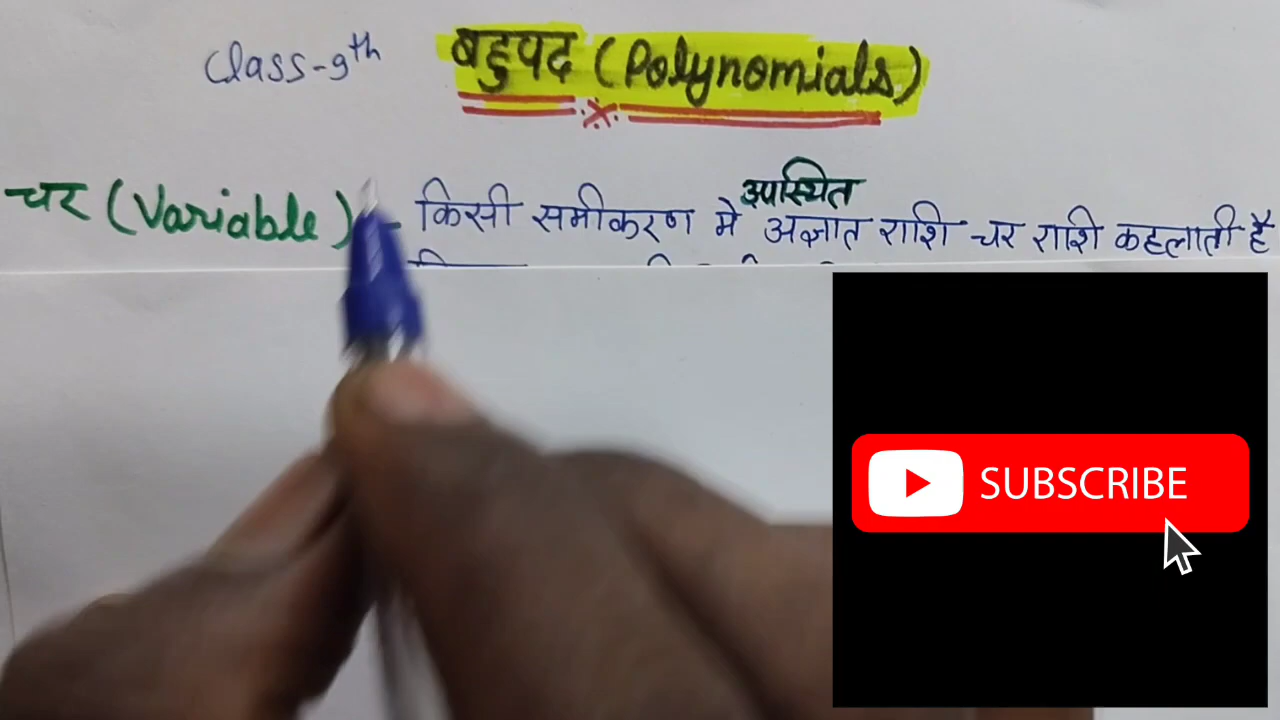 Class-9th
बहुपद (Polynomials)
चर (Variable) - किसी समीकरण मे उपस्थित अज्ञात राशि चर राशि कहलाती है
SUBSCRIBE